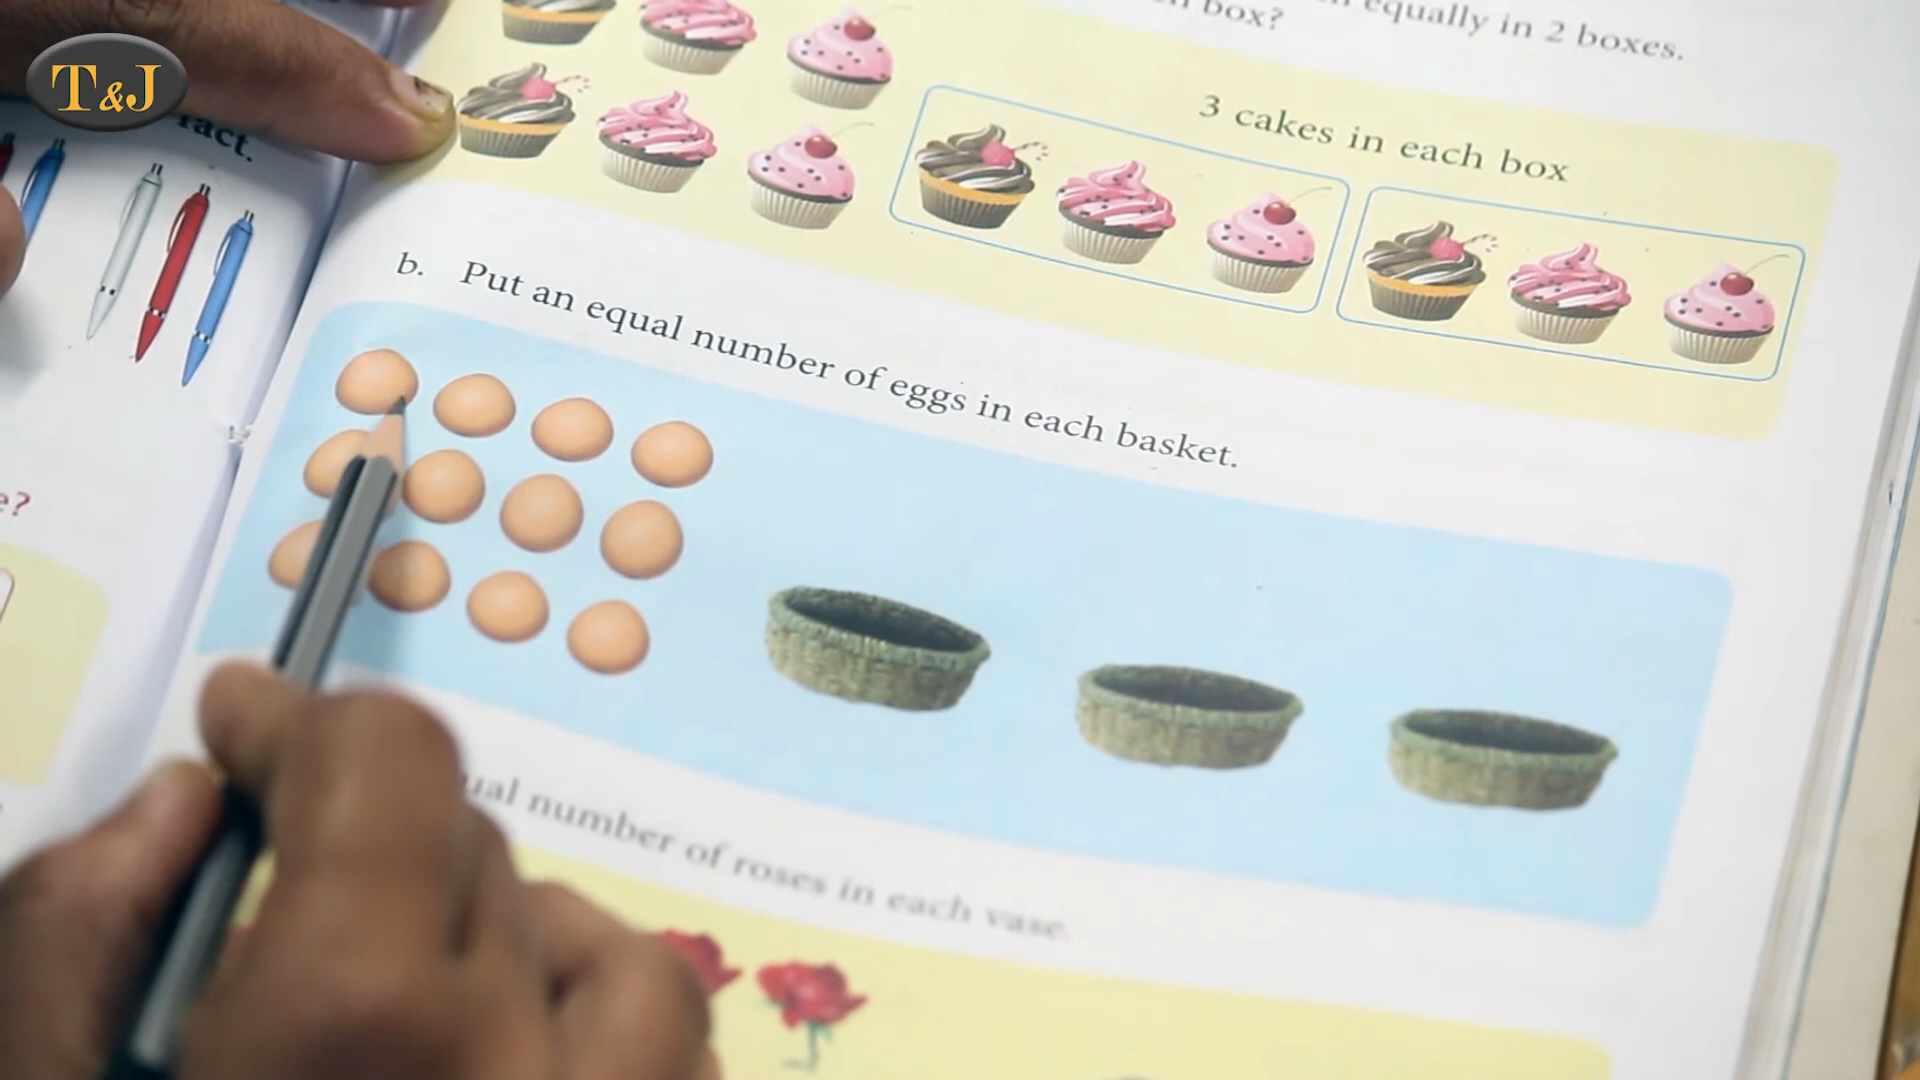 T&J
equally in 2 boxes.
box?
3 cakes in each box
b. Put an equal number of eggs in each basket.
number of roses in each vase.
e?